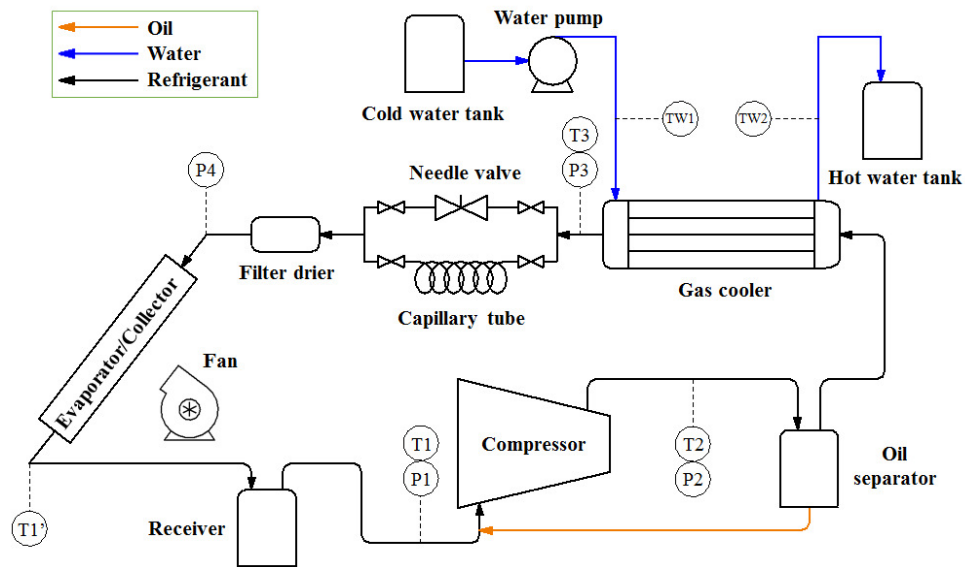 Oil
Water
Refrigerant
Water pump
Cold water tank
TW1
TW2
Hot water tank
T3
P3
P4
Needle valve
Filter drier
Capillary tube
Gas cooler
Evaporator/Collector
Fan
T1
P1
Compressor
T2
P2
Oil
separator
T1’
Receiver